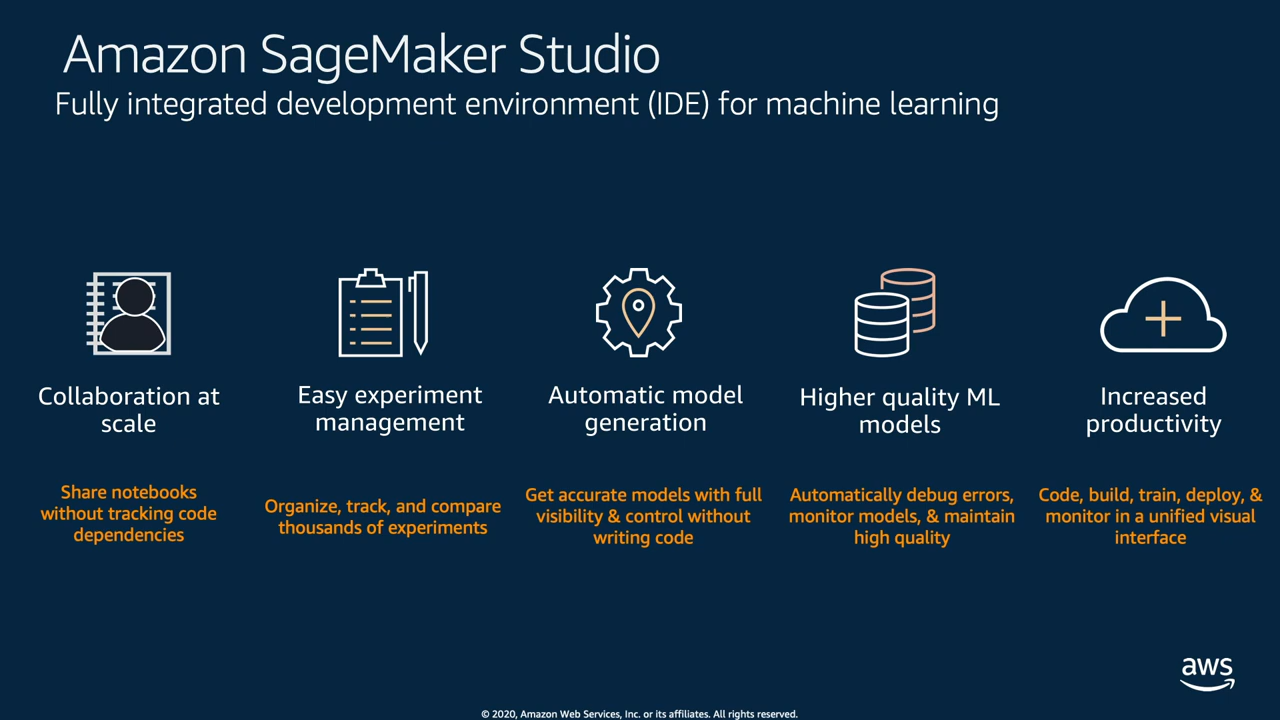 Amazon SageMaker Studio
Fully integrated development environment (IDE) for machine learning
Collaboration at
scale
Share notebooks
without tracking code
dependencies
Easy experiment
management
Organize, track, and compare
thousands of experiments
Automatic model
generation
Get accurate models with full
visibility & control without
writing code
Higher quality ML
models
Automatically debug errors,
monitor models, & maintain
high quality
Increased
productivity
Code, build, train, deploy, &
monitor in a unified visual
interface
aws
© 2020, Amazon Web Services, Inc. or its affiliates. All rights reserved.